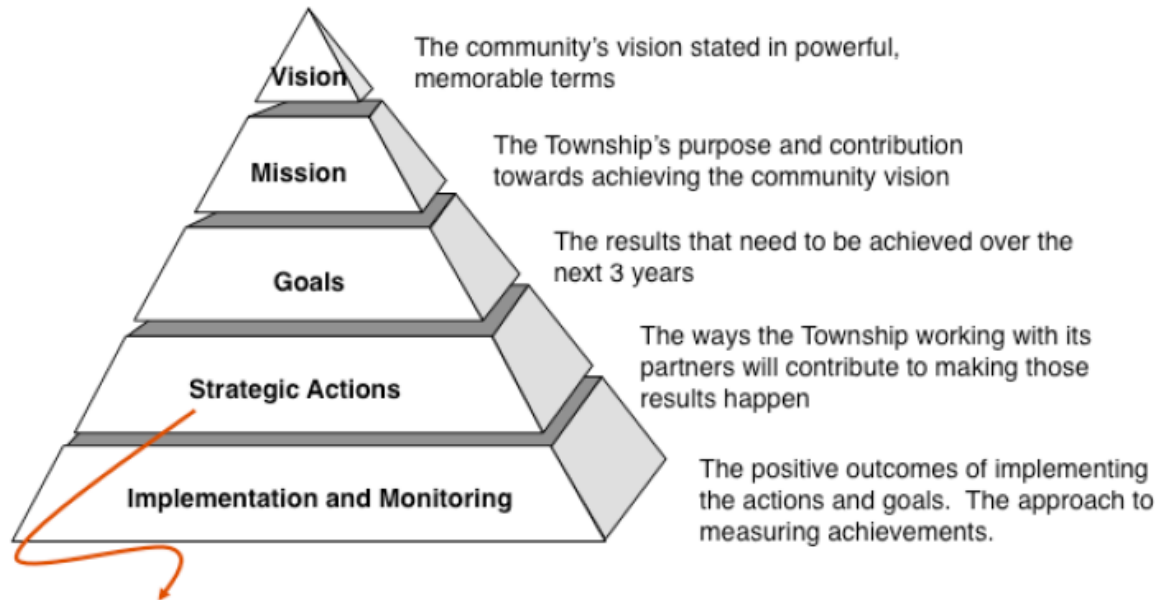 Vision
The community's vision stated in powerful,
memorable terms
Mission
The Township's purpose and contribution
towards achieving the community vision
Goals
The results that need to be achieved over the
next 3 years
Strategic Actions
The ways the Township working with its
partners will contribute to making those
results happen
Implementation and Monitoring
The positive outcomes of implementing
the actions and goals.  The approach to
measuring achievements.